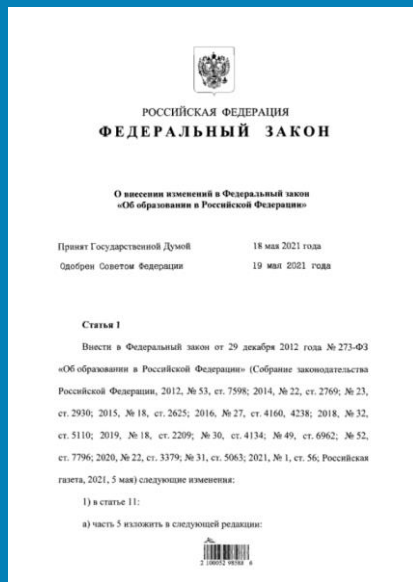 РОССИЙСКАЯ ФЕДЕРАЦИЯ
ФЕДЕРАЛЬНЫЙ ЗАКОН
О внесении изменений в Федеральный закон
«Об образовании в Российской Федерации»
Принят Государственной Думой 18 мая 2021 года
Одобрен Советом Федерации 19 мая 2021 года
Статья 1
Внести в Федеральный закон от 29 декабря 2012 года № 273-ФЗ
«Об образовании в Российской Федерации» (Собрание законодательства
Российской Федерации, 2012, № 53, ст. 7598; 2014, № 22, ст. 2769; № 23,
ст. 2930; 2015, № 18, ст. 2625; 2016, № 27, ст. 4160, 4238; 2018, № 32,
ст. 5110; 2019, № 18, ст. 2209; № 30, ст. 4134; № 49, ст. 6962; № 52,
ст. 7796; 2020, № 22, ст. 3379; № 31, ст. 5063; 2021, № 1, ст. 56; Российская
газета, 2021, 5 мая) следующие изменения:
1) в статье 11:
а) часть 5 изложить в следующей редакции: